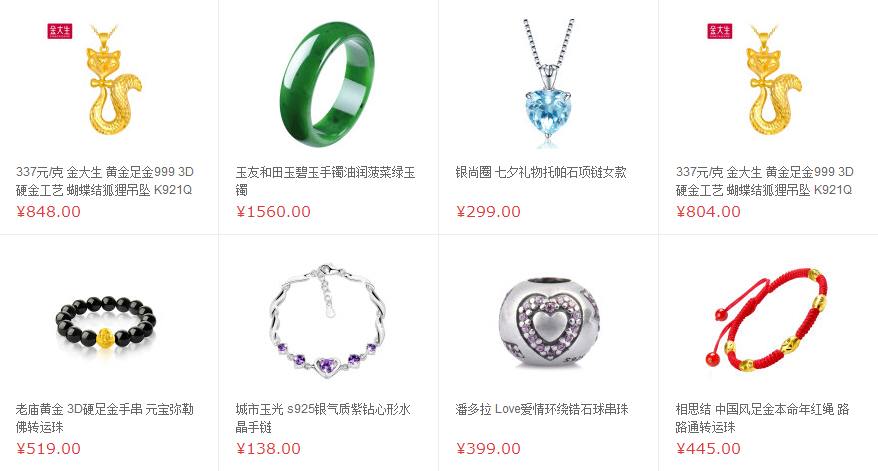 金大生
337元/克 金大生 黄金足金999 3D
硬金工艺 蝴蝶结狐狸吊坠 K921Q
¥848.00
玉友和田玉碧玉手镯油润菠菜绿玉
镯
¥1560.00
银尚圈 七夕礼物托帕石项链女款
¥299.00
金大生
337元/克 金大生 黄金足金999 3D
硬金工艺 蝴蝶结狐狸吊坠 K921Q
¥804.00
老庙黄金 3D硬足金手串 元宝弥勒
佛转运珠
¥519.00
城市玉光 s925银气质紫钻心形水
晶手链
¥138.00
潘多拉 Love爱情环绕锆石球串珠
¥399.00
相思结 中国风足金本命年红绳 路
路通转运珠
¥445.00